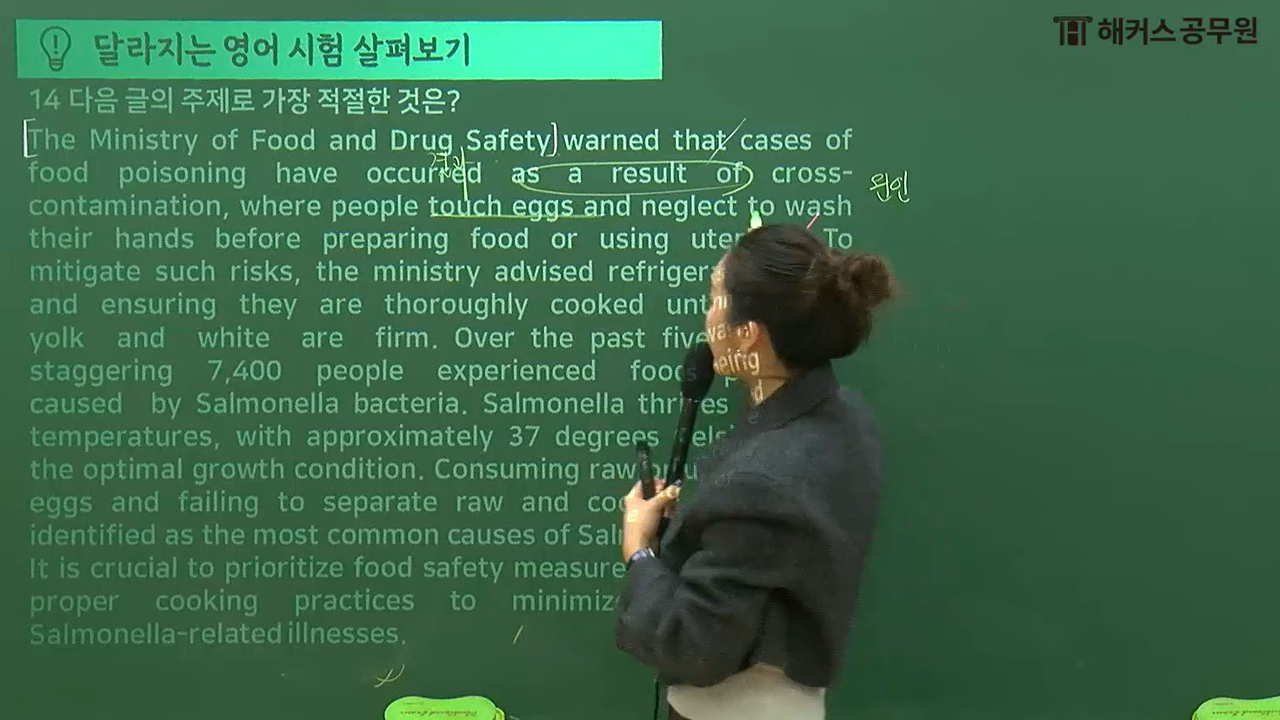 해커스공무원
달라지는 영어 시험 살펴보기
14 다음 글의 주제로 가장 적절한 것은?
[The Ministry of Food and Drug Safety] warned that cases of
food poisoning have occurred as a result of cross-
결과
원인
contamination, where people touch eggs and neglect to wash
their hands before preparing food or using To
mitigate such risks, the ministry advised
and ensuring they are thoroughly cooked
yolk and white are firm. Over the past five
staggering 7,400 people experienced
caused by Salmonella bacteria. Salmonella thrives
temperatures, with approximately 37 degrees
the optimal growth condition. Consuming raw
eggs and failing to separate raw and
identified as the most common causes of
It is crucial to prioritize food safety
proper cooking practices to
Salmonella-related illnesses.